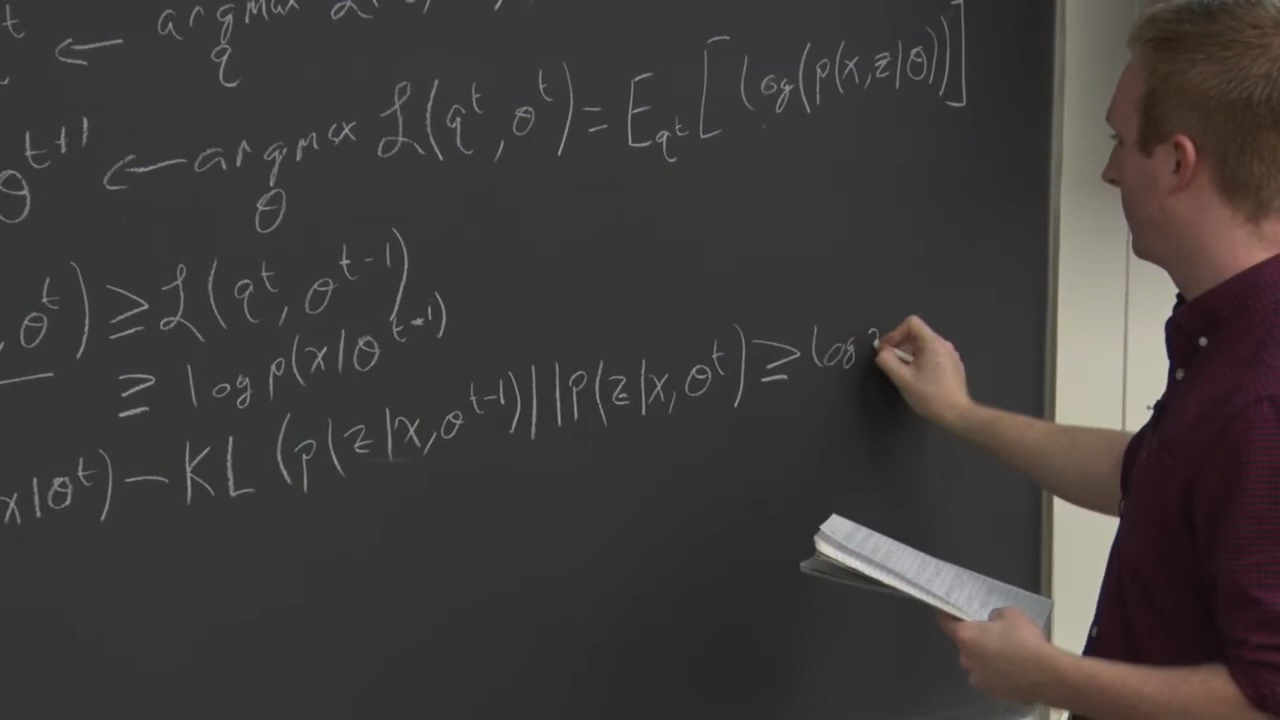 t ← argmax
q
θ^{t+1} ← argmax ℒ(q^t, θ^t) = E_{q^t}[log(p(x,z|θ))]
θ
, θ^t) ≥ ℒ(q^t, θ^{t-1})
≥ log p(x|θ^{t-1})
x|θ^t) − KL(p(z|x,θ^{t-1})||P(z|x,θ^t) ≥ log